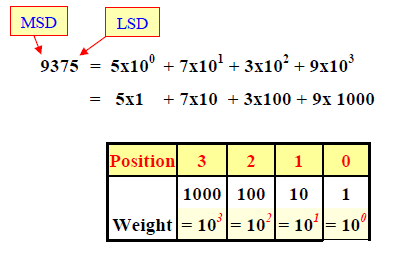 MSD LSD
9375 = 5x10⁰ + 7x10¹ + 3x10² + 9x10³
= 5x1 + 7x10 + 3x100 + 9x 1000
Position 3 2 1 0
1000 100 10 1
Weight = 10³ = 10² = 10¹ = 10⁰